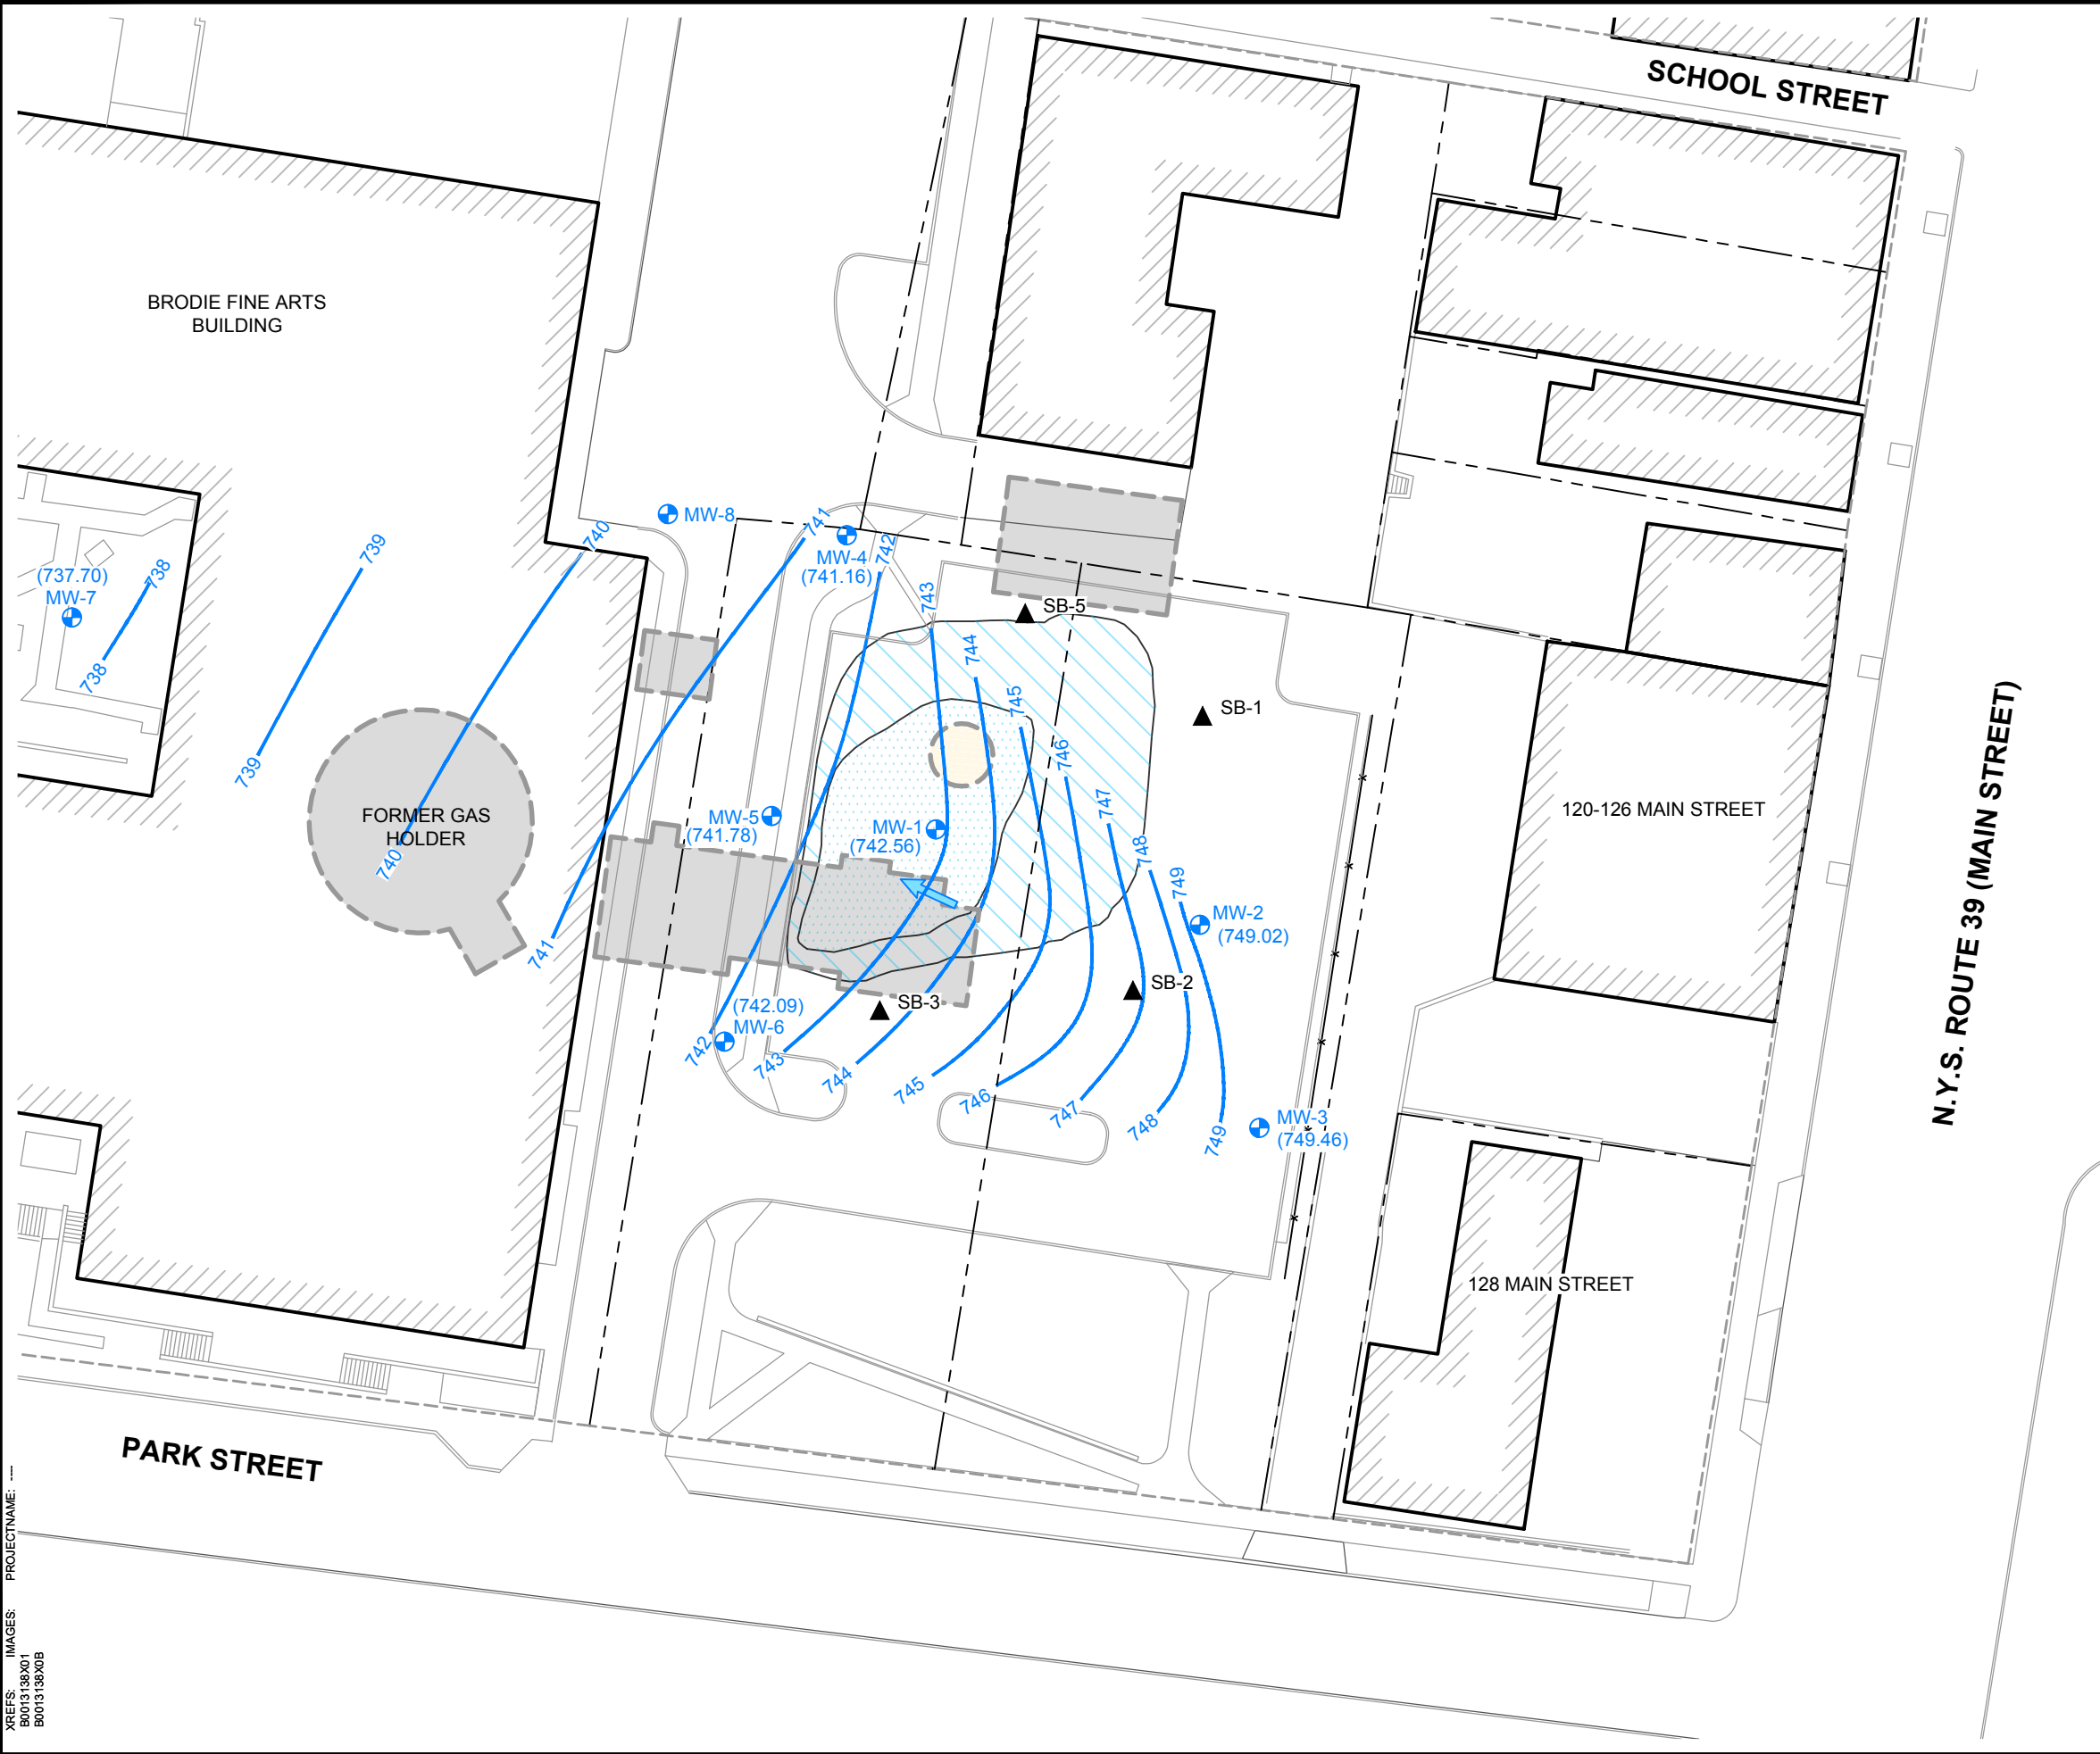 SCHOOL STREET
BRODIE FINE ARTS
BUILDING
MW-8
741
740
739
738
(737.70)
MW-7
MW-4
(741.16)
742
743
SB-5
744
745
SB-1
746
747
748
749
738
739
FORMER GAS
HOLDER
740
MW-5
(741.78)
MW-1
(742.56)
120-126 MAIN STREET
N.Y.S. ROUTE 39 (MAIN STREET)
MW-2
(749.02)
741
SB-2
SB-3
(742.09)
MW-6
742
743
744
745
746
747
748
749
MW-3
(749.46)
128 MAIN STREET
PARK STREET
XREFS: IMAGES: PROJECTNAME: ----
B0013138X01
B0013138X0B